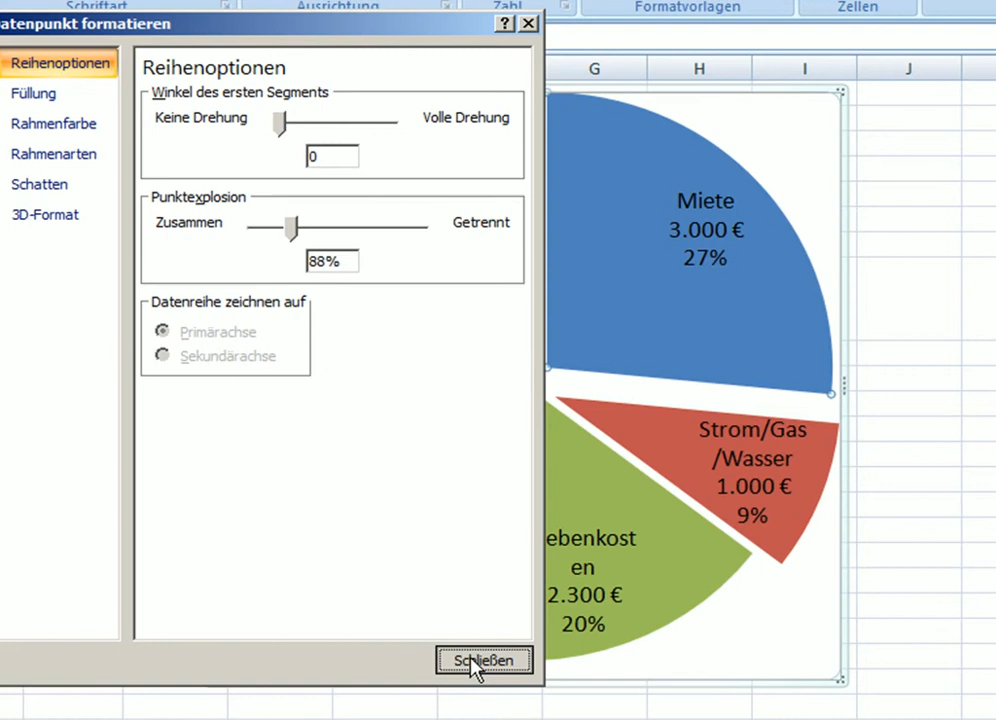 Schriftart
Ausrichtung
Zahl
Formatvorlagen
Zellen
atenpunkt formatieren
Reihenoptionen
Füllung
Rahmenfarbe
Rahmenarten
Schatten
3D-Format
Reihenoptionen
Winkel des ersten Segments
Keine Drehung
Volle Drehung
0
Punktexplosion
Zusammen
Getrennt
88%
Datenreihe zeichnen auf
Primärachse
Sekundärachse
Schließen
G
H
I
J
Miete
3.000 €
27%
Strom/Gas
/Wasser
1.000 €
9%
ebenkost
en
2.300 €
20%